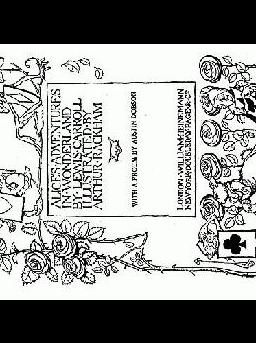 ALICE'S ADVENTURES
IN WONDERLAND
BY LEWIS CARROLL
ILLUSTRATED BY
ARTHUR RACKHAM
WITH A PROEM BY AUSTIN DOBSON
LONDON · WILLIAM HEINEMANN
NEW YORK · DOUBLEDAY · PAGE & Co